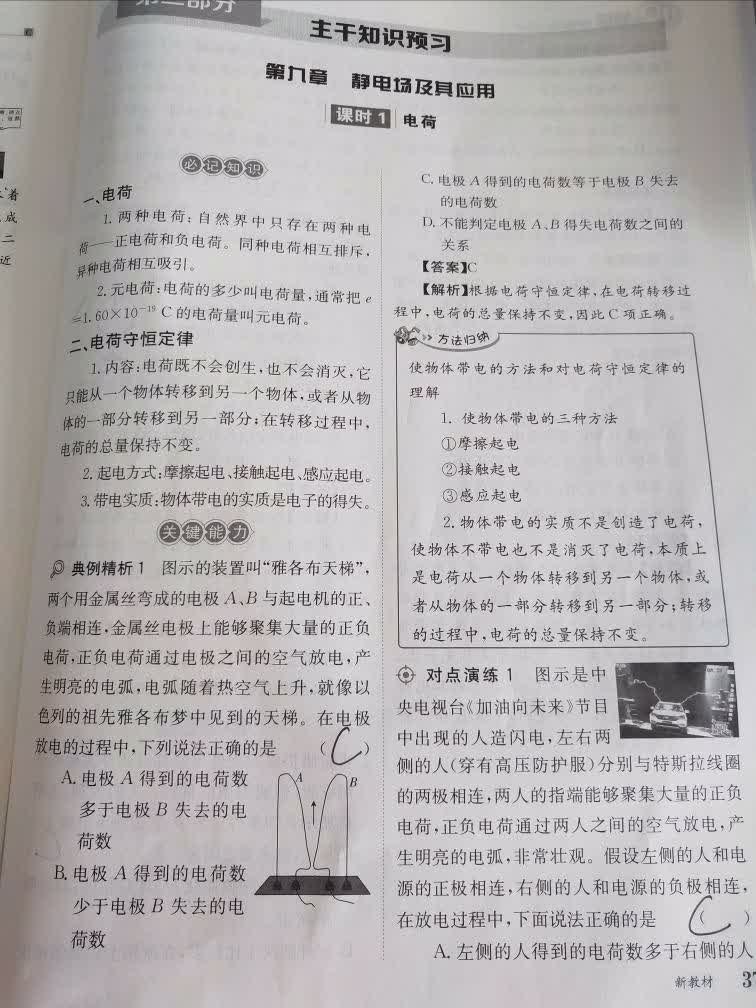 主干知识预习
第九章 静电场及其应用
课时1 电荷
必记知识
一、电荷
1. 两种电荷：自然界中只存在两种电
荷——正电荷和负电荷。同种电荷相互排斥，
异种电荷相互吸引。
2. 元电荷：电荷的多少叫电荷量，通常把 e
=1.60×10⁻¹⁹ C 的电荷量叫元电荷。
二、电荷守恒定律
1. 内容：电荷既不会创生，也不会消灭，它
只能从一个物体转移到另一个物体，或者从物
体的一部分转移到另一部分；在转移过程中，
电荷的总量保持不变。
2. 起电方式：摩擦起电、接触起电、感应起电。
3. 带电实质：物体带电的实质是电子的得失。
关键能力
典例精析1 图示的装置叫“雅各布天梯”，
两个用金属丝弯成的电极 A、B 与起电机的正、
负端相连，金属丝电极上能够聚集大量的正负
电荷，正负电荷通过电极之间的空气放电，产
生明亮的电弧，电弧随着热空气上升，就像以
色列的祖先雅各布梦中见到的天梯。在电极
放电的过程中，下列说法正确的是 （C）
A. 电极 A 得到的电荷数
多于电极 B 失去的电
荷数
B. 电极 A 得到的电荷数
少于电极 B 失去的电
荷数
A
B
C. 电极 A 得到的电荷数等于电极 B 失去
的电荷数
D. 不能判定电极 A、B 得失电荷数之间的
关系
【答案】C
【解析】根据电荷守恒定律，在电荷转移过
程中，电荷的总量保持不变，因此 C 项正确。
方法归纳
使物体带电的方法和对电荷守恒定律的
理解
1. 使物体带电的三种方法
①摩擦起电
②接触起电
③感应起电
2. 物体带电的实质不是创造了电荷，
使物体不带电也不是消灭了电荷，本质上
是电荷从一个物体转移到另一个物体，或
者从物体的一部分转移到另一部分；转移
的过程中，电荷的总量保持不变。
对点演练1 图示是中
央电视台《加油向未来》节目
中出现的人造闪电，左右两
侧的人(穿有高压防护服)分别与特斯拉线圈
的两极相连，两人的指端能够聚集大量的正负
电荷，正负电荷通过两人之间的空气放电，产
生明亮的电弧，非常壮观。假设左侧的人和电
源的正极相连，右侧的人和电源的负极相连，
在放电过程中，下面说法正确的是 （C）
A. 左侧的人得到的电荷数多于右侧的人
新教材 37